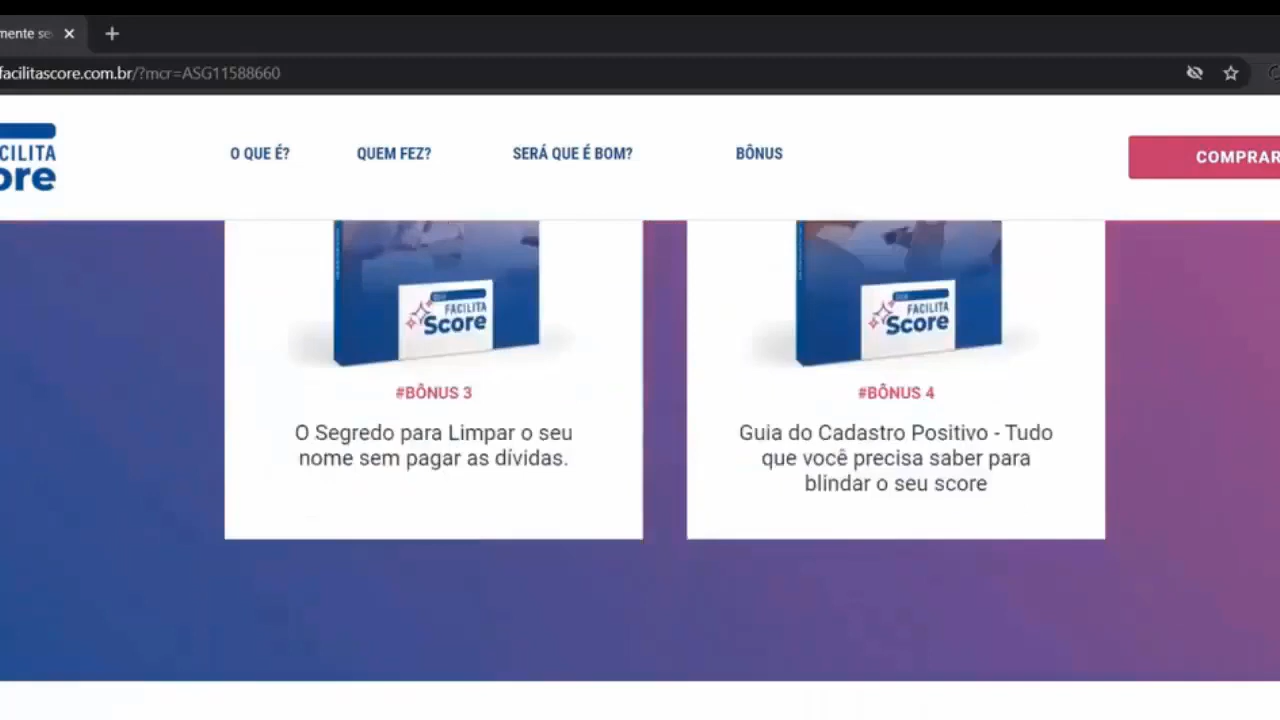 mente se
facilitascore.com.br/?mcr=ASG11588660
CILITA
ore
O QUE É?
QUEM FEZ?
SERÁ QUE É BOM?
BÔNUS
COMPRAR
FACILITA
Score
FACILITA
Score
#BÔNUS 3
#BÔNUS 4
O Segredo para Limpar o seu
nome sem pagar as dívidas.
Guia do Cadastro Positivo - Tudo
que você precisa saber para
blindar o seu score